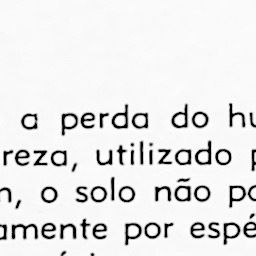 a perda do hu
reza, utilizado p
n, o solo não po
amente por espé